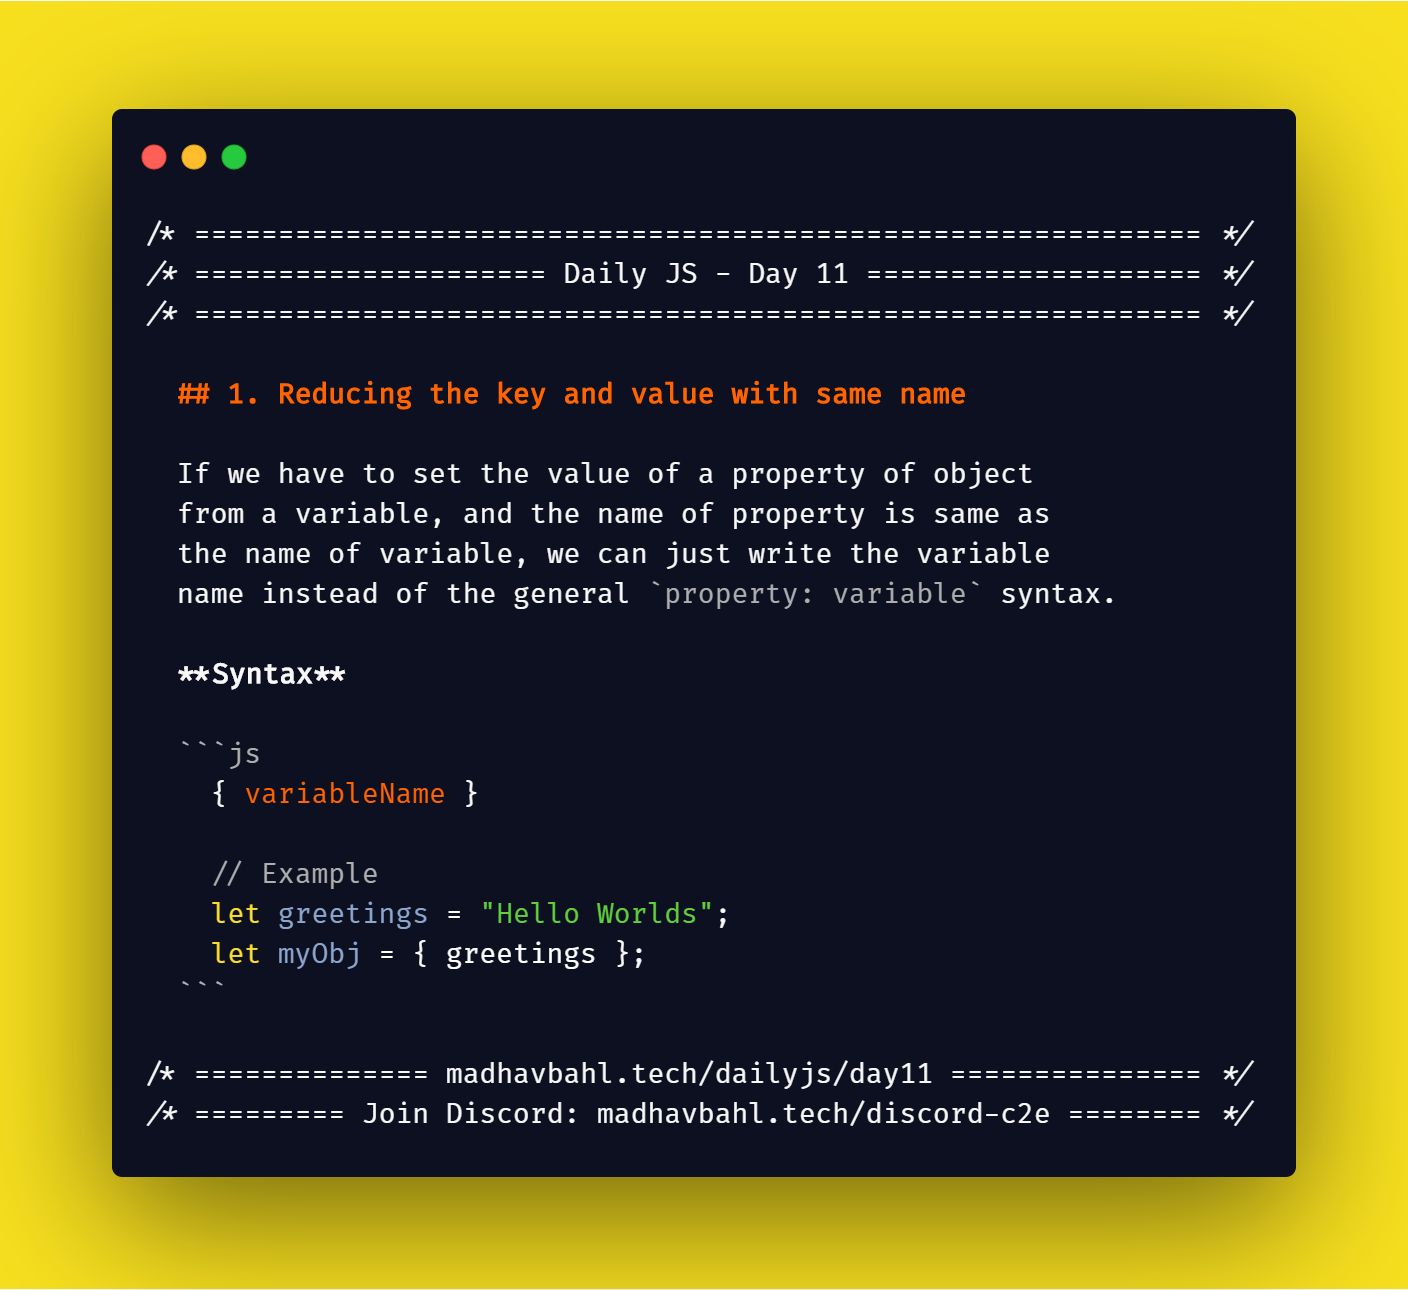 /* ============================================================ */
/* ===================== Daily JS - Day 11 ==================== */
/* ============================================================ */
## 1. Reducing the key and value with same name
If we have to set the value of a property of object
from a variable, and the name of property is same as
the name of variable, we can just write the variable
name instead of the general `property: variable` syntax.
**Syntax**
```js
{ variableName }
// Example
let greetings = "Hello Worlds";
let myObj = { greetings };
```
/* ============== madhavbahl.tech/dailyjs/day11 =============== */
/* ========= Join Discord: madhavbahl.tech/discord-c2e ======== */